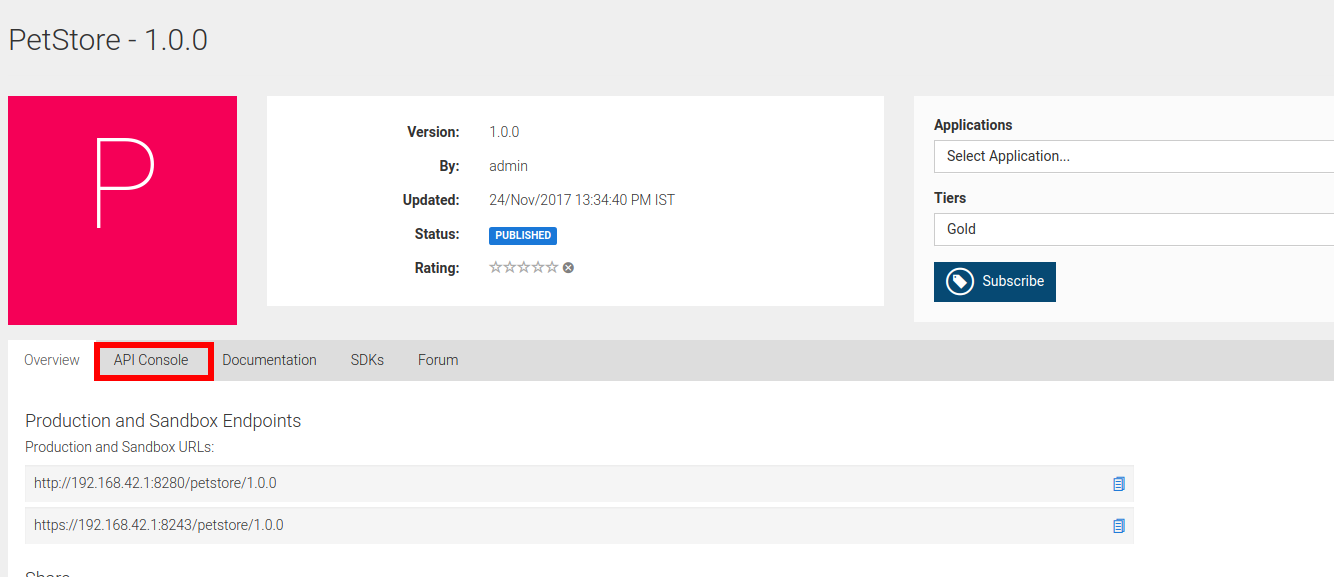 PetStore - 1.0.0
P
Version: 1.0.0
By: admin
Updated: 24/Nov/2017 13:34:40 PM IST
Status: PUBLISHED
Rating:
Applications
Select Application...
Tiers
Gold
Subscribe
Overview API Console Documentation SDKs Forum
Production and Sandbox Endpoints
Production and Sandbox URLs:
http://192.168.42.1:8280/petstore/1.0.0
https://192.168.42.1:8243/petstore/1.0.0
Share